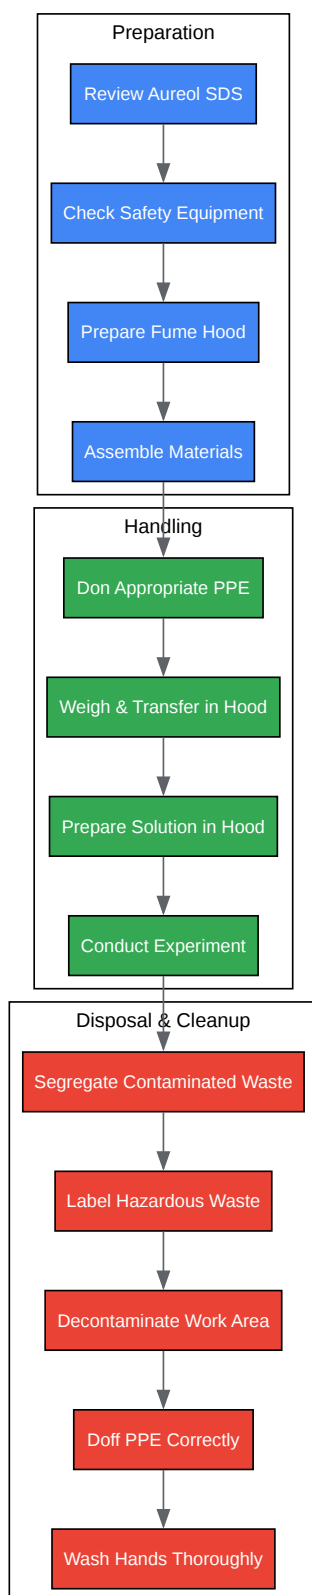 Preparation
Review Aureol SDS
Check Safety Equipment
Prepare Fume Hood
Assemble Materials
Handling
Don Appropriate PPE
Weigh & Transfer in Hood
Prepare Solution in Hood
Conduct Experiment
Disposal & Cleanup
Segregate Contaminated Waste
Label Hazardous Waste
Decontaminate Work Area
Doff PPE Correctly
Wash Hands Thoroughly